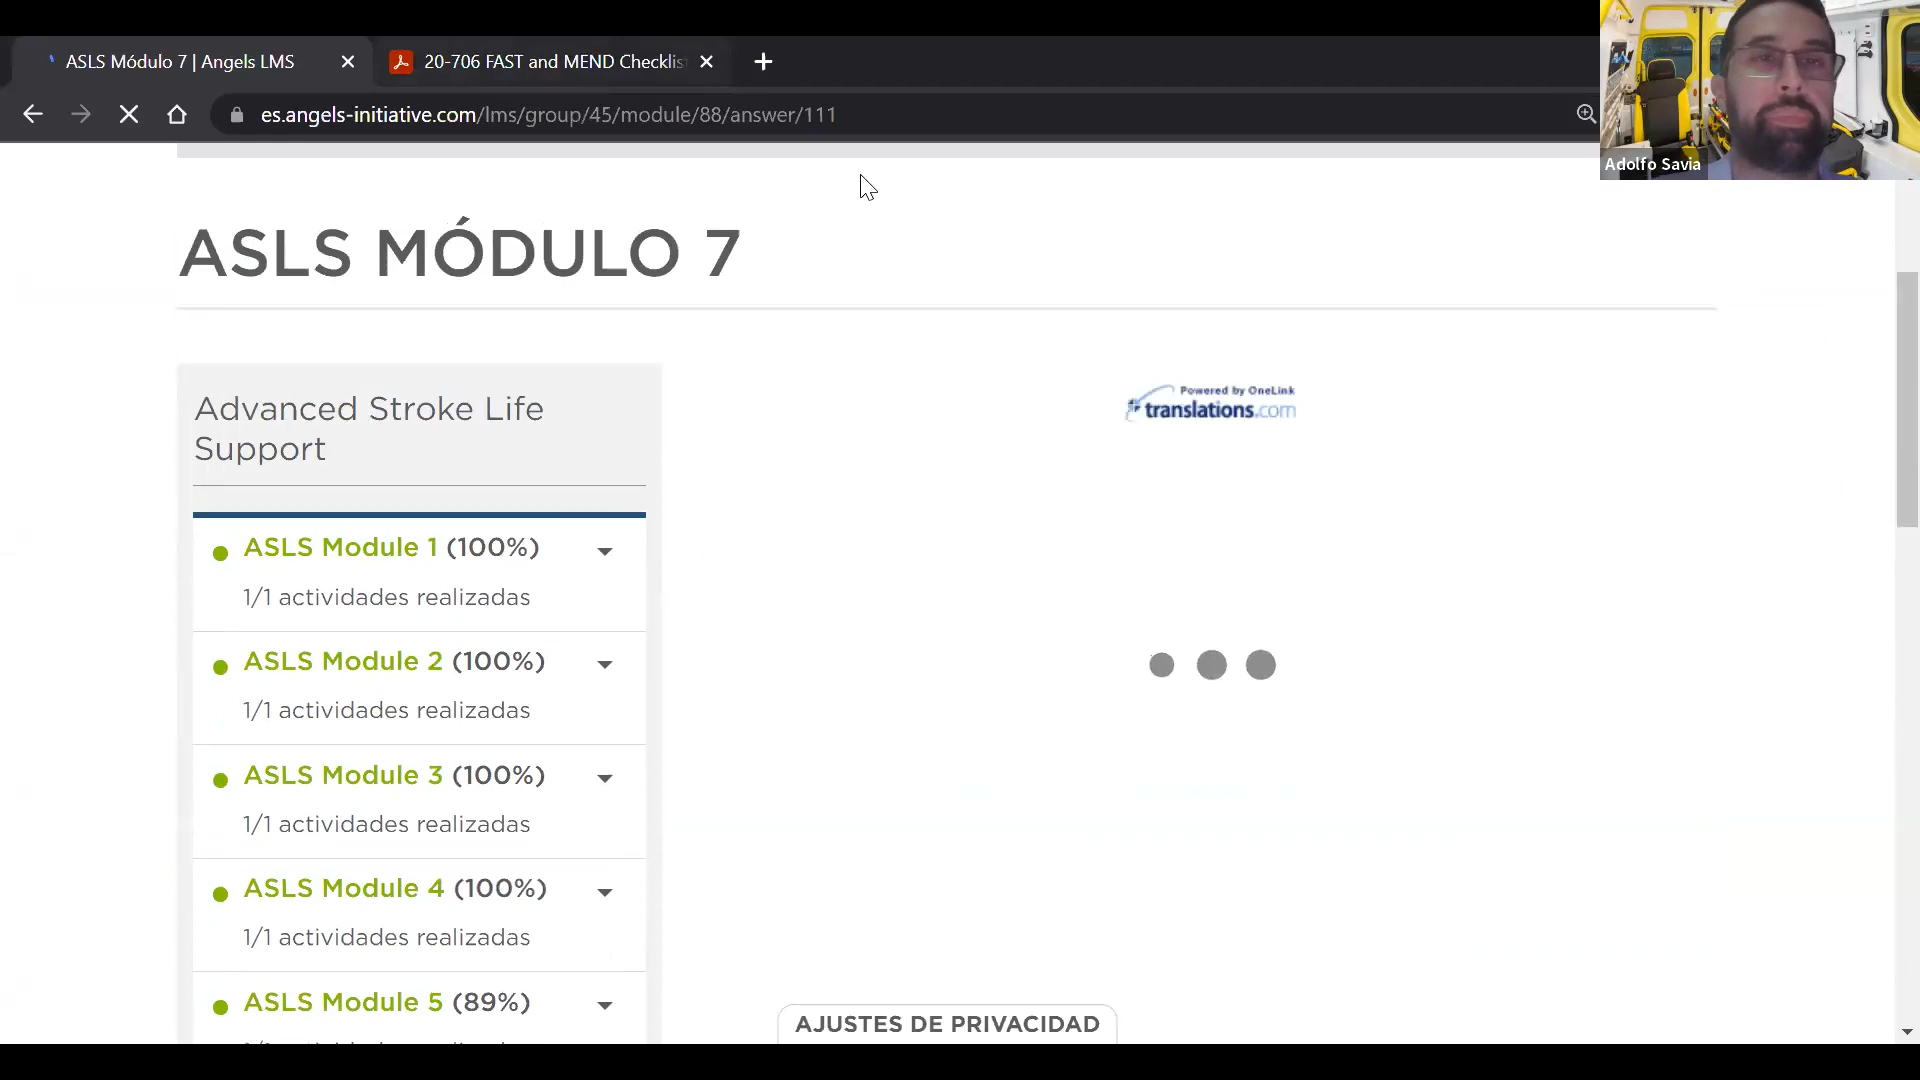 ASLS Módulo 7 | Angels LMS
20-706 FAST and MEND Checklis
es.angels-initiative.com/lms/group/45/module/88/answer/111
Adolfo Savia
ASLS MÓDULO 7
Advanced Stroke Life
Support
Powered by OneLink
translations.com
ASLS Module 1 (100%)
1/1 actividades realizadas
ASLS Module 2 (100%)
1/1 actividades realizadas
ASLS Module 3 (100%)
1/1 actividades realizadas
ASLS Module 4 (100%)
1/1 actividades realizadas
ASLS Module 5 (89%)
AJUSTES DE PRIVACIDAD